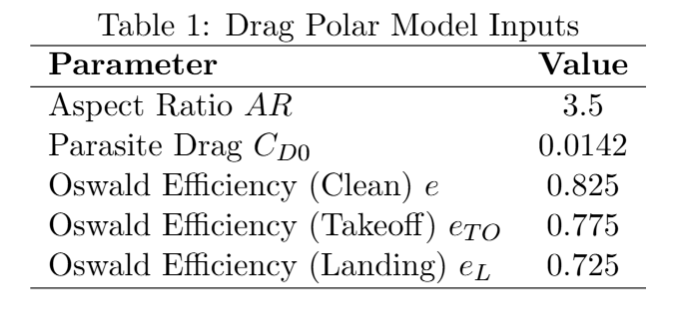 Table 1: Drag Polar Model Inputs
Parameter Value
Aspect Ratio AR 3.5
Parasite Drag C_{D0} 0.0142
Oswald Efficiency (Clean) e 0.825
Oswald Efficiency (Takeoff) e_{TO} 0.775
Oswald Efficiency (Landing) e_L 0.725